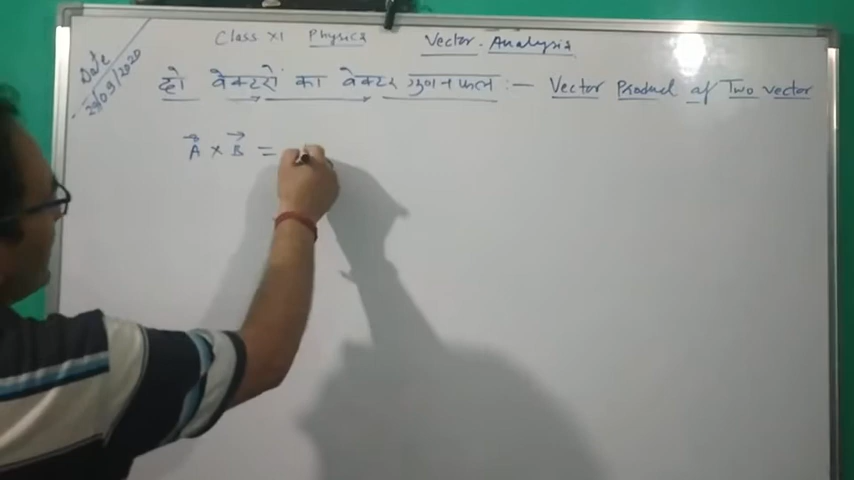 Class XI Physics Vector Analysis
Date 29/09/2020
दो वेक्टरों का वेक्टर गुणनफल :— Vector Product of Two vector
A⃗ × B⃗ =